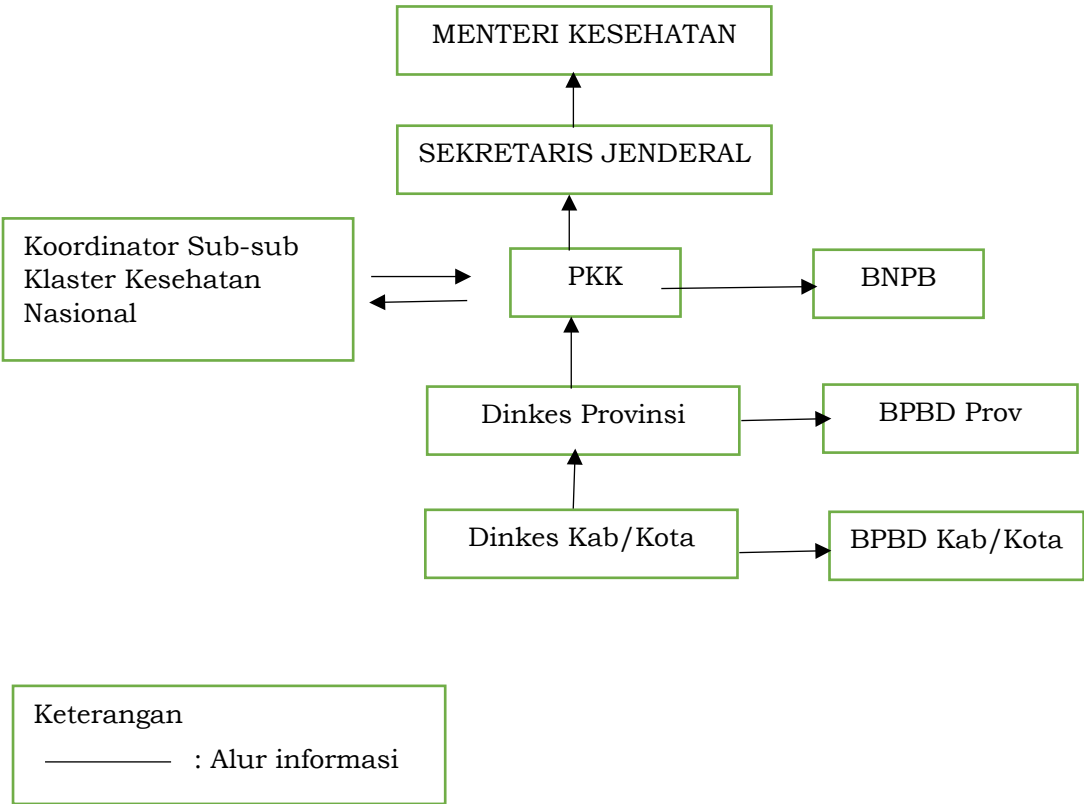 MENTERI KESEHATAN
SEKRETARIS JENDERAL
Koordinator Sub-sub
Klaster Kesehatan
Nasional
PKK
BNPB
Dinkes Provinsi
BPBD Prov
Dinkes Kab/Kota
BPBD Kab/Kota
Keterangan
: Alur informasi